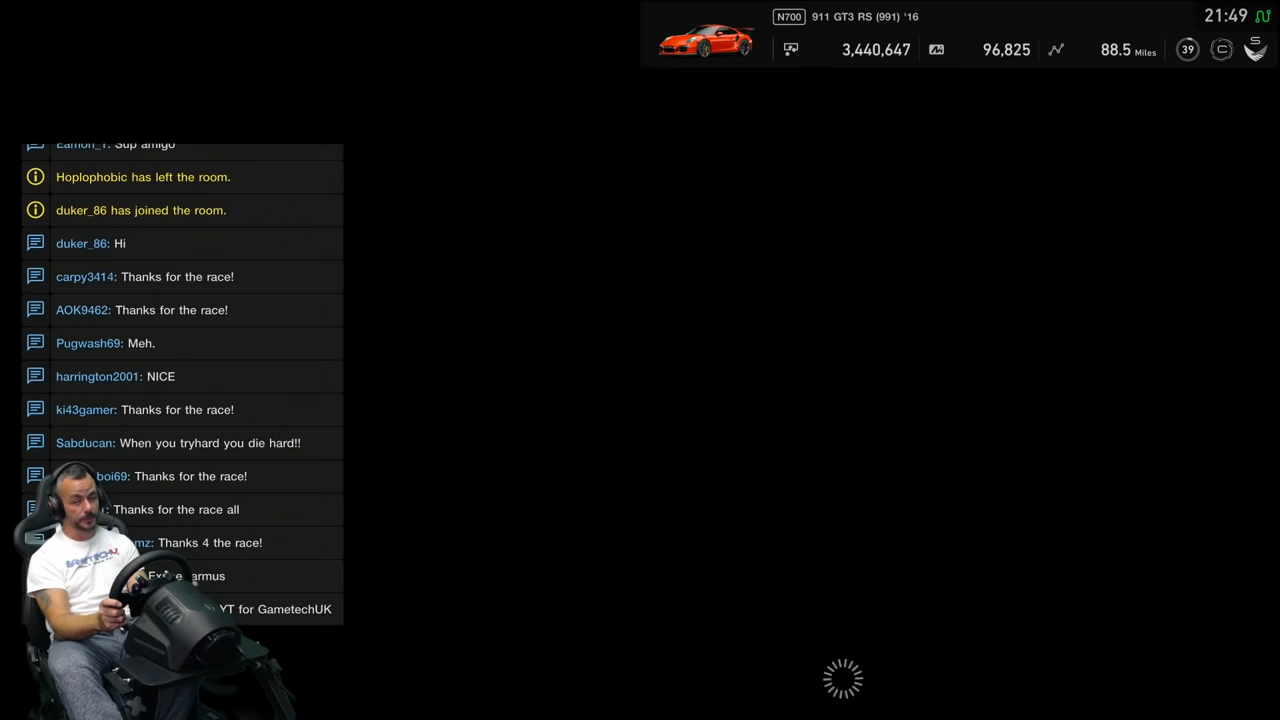 N700 911 GT3 RS (991) '16
21:49
3,440,647
96,825
88.5 Miles
39
C
S
Eamon_T: Sup amigo
Hoplophobic has left the room.
duker_86 has joined the room.
duker_86: Hi
carpy3414: Thanks for the race!
AOK9462: Thanks for the race!
Pugwash69: Meh.
harrington2001: NICE
ki43gamer: Thanks for the race!
Sabducan: When you tryhard you die hard!!
boi69: Thanks for the race!
: Thanks for the race all
mz: Thanks 4 the race!
armus
YT for GametechUK